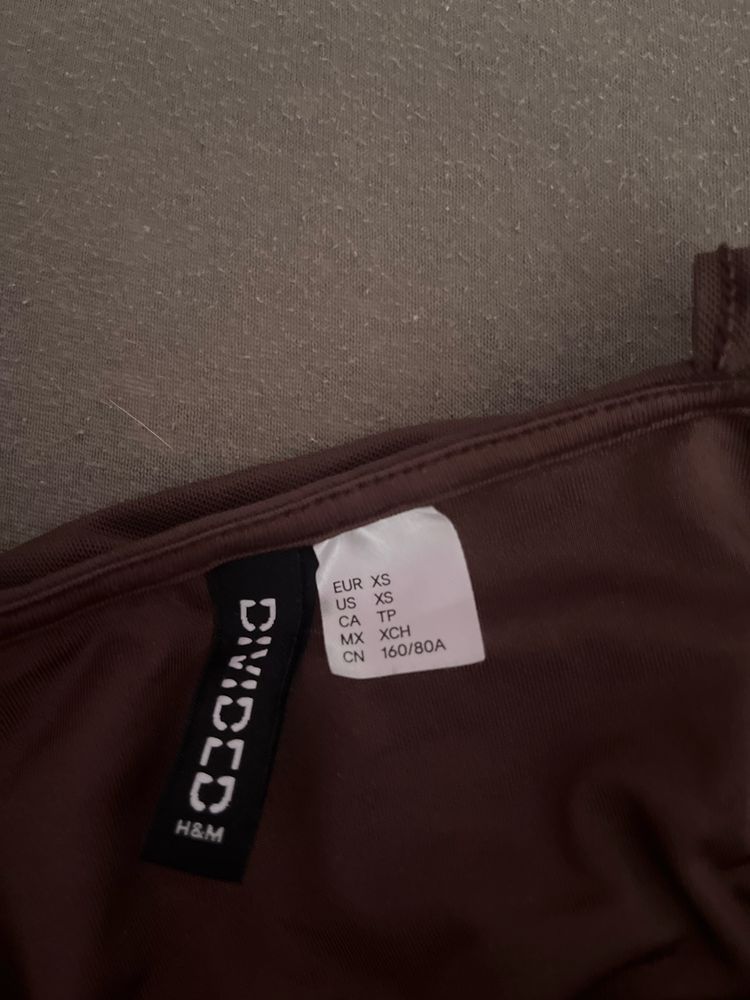 DIVIDED
H&M
EUR XS
US XS
CA TP
MX XCH
CN 160/80A